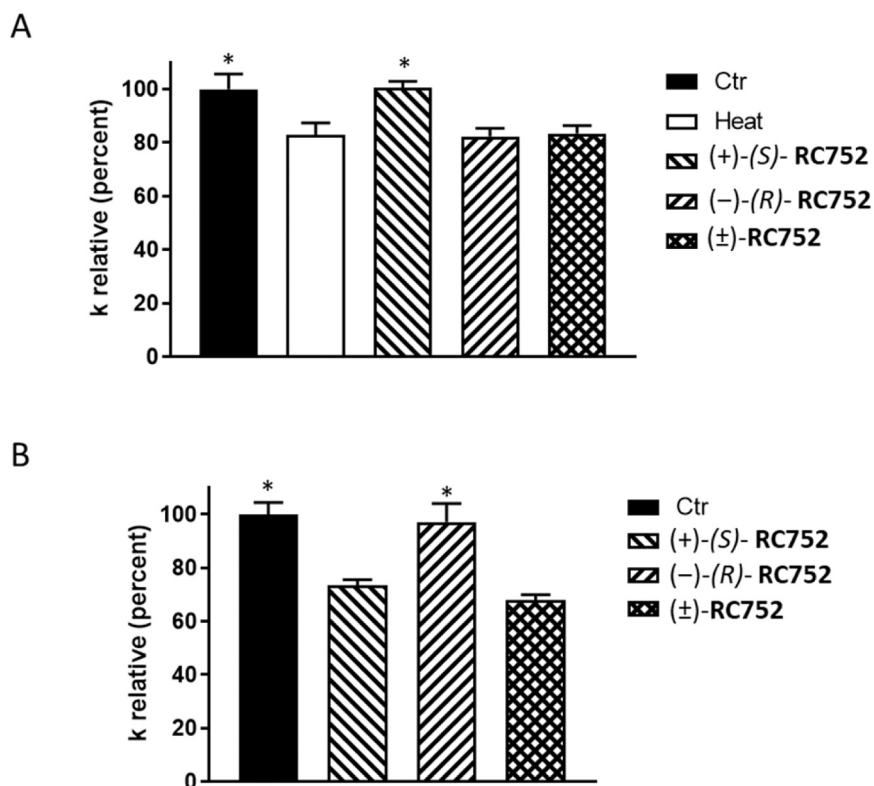 A
k relative (percent)
100
80
60
40
20
0
*
*
Ctr
Heat
(+)-(S)- RC752
(−)-(R)- RC752
(±)-RC752
B
k relative (percent)
100
80
60
40
20
0
*
*
Ctr
(+)-(S)- RC752
(−)-(R)- RC752
(±)-RC752